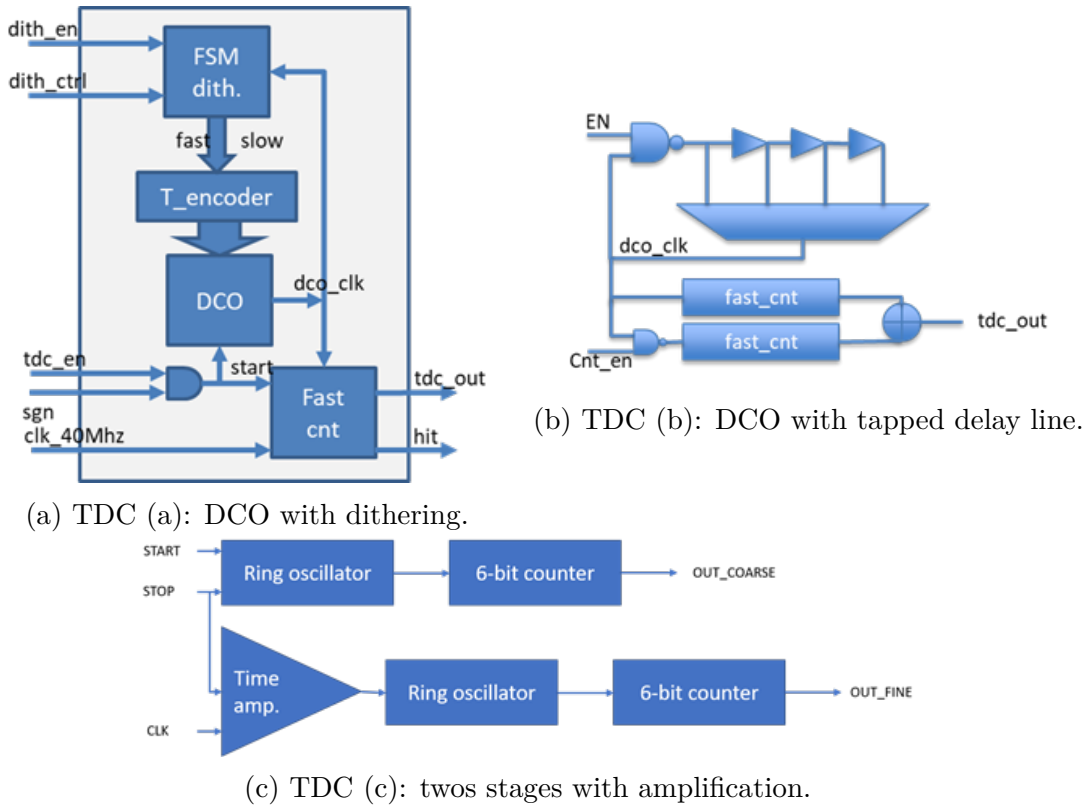 dith_en
FSM
dith.
dith_ctrl
fast
slow
T_encoder
DCO
dco_clk
tdc_en
start
sgn
clk_40Mhz
Fast
cnt
tdc_out
hit
(a) TDC (a): DCO with dithering.
EN
dco_clk
fast_cnt
fast_cnt
Cnt_en
tdc_out
(b) TDC (b): DCO with tapped delay line.
START
STOP
Ring oscillator
6-bit counter
OUT_COARSE
Time
amp.
CLK
Ring oscillator
6-bit counter
OUT_FINE
(c) TDC (c): twos stages with amplification.